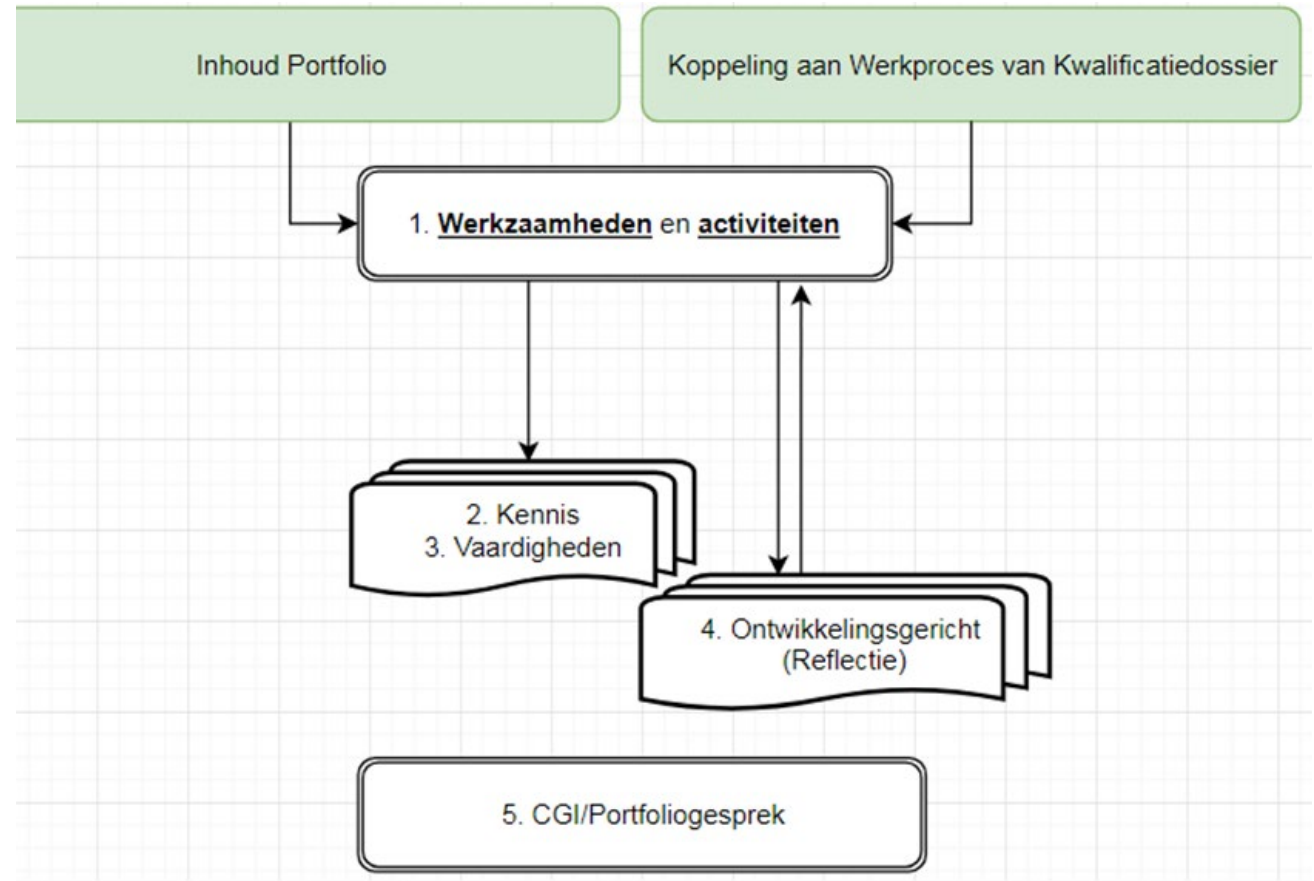 Inhoud Portfolio
Koppeling aan Werkproces van Kwalificatiedossier
1. Werkzaamheden en activiteiten
2. Kennis
3. Vaardigheden
4. Ontwikkelingsgericht
(Reflectie)
5. CGI/Portfoliogesprek